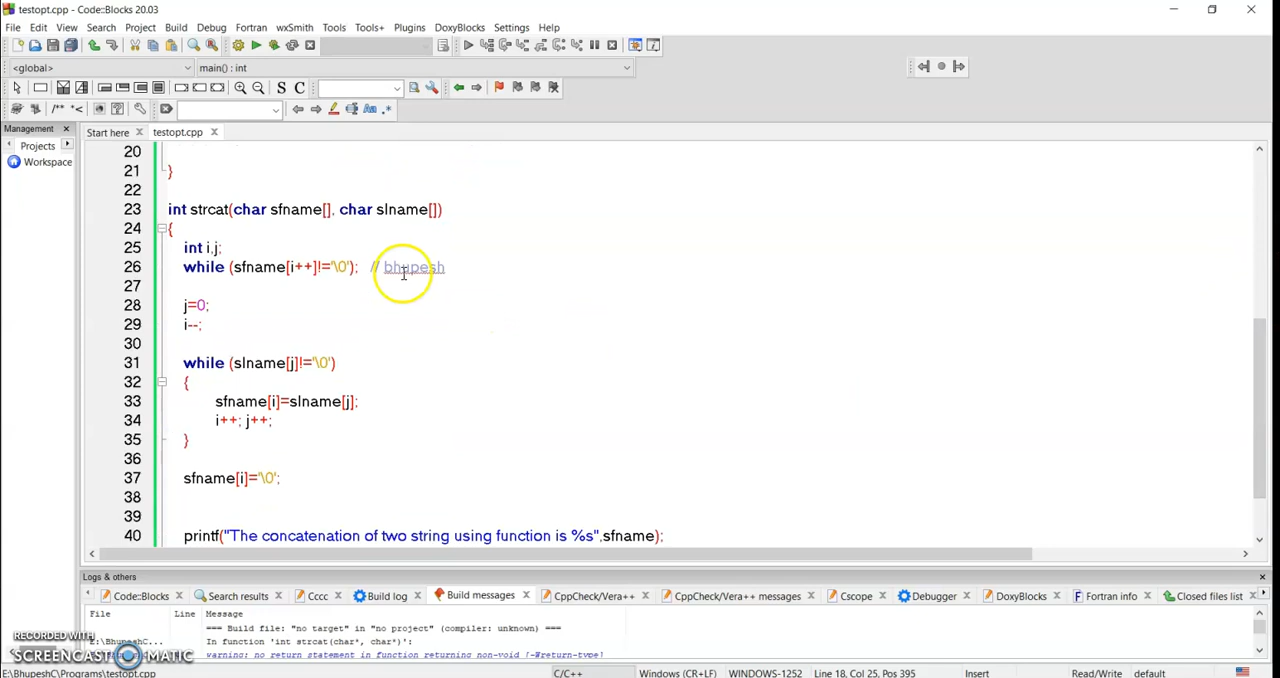 testopt.cpp - Code::Blocks 20.03
File Edit View Search Project Build Debug Fortran wxSmith Tools Tools+ Plugins DoxyBlocks Settings Help
<global> main() : int
S C
/** *< Aa .*
Management Start here testopt.cpp
Projects
Workspace
20
21 }
22
23 int strcat(char sfname[], char slname[])
24 {
25 int i,j;
26 while (sfname[i++]!='\0'); // bhupesh
27
28 j=0;
29 i--;
30
31 while (slname[j]!='\0')
32 {
33 sfname[i]=slname[j];
34 i++; j++;
35 }
36
37 sfname[i]='\0';
38
39
40 printf("The concatenation of two string using function is %s",sfname);
Logs & others
Code::Blocks Search results Cccc Build log Build messages CppCheck/Vera++ CppCheck/Vera++ messages Cscope Debugger DoxyBlocks Fortran info Closed files list
File Line Message
=== Build file: "no target" in "no project" (compiler: unknown) ===
E:\BhupeshC... In function 'int strcat(char*, char*)':
warning: no return statement in function returning non-void [-Wreturn-type]
RECORDED WITH
SCREENCAST MATIC
E:\BhupeshC\Programs\testopt.cpp C/C++ Windows (CR+LF) WINDOWS-1252 Line 18, Col 25, Pos 395 Insert Read/Write default